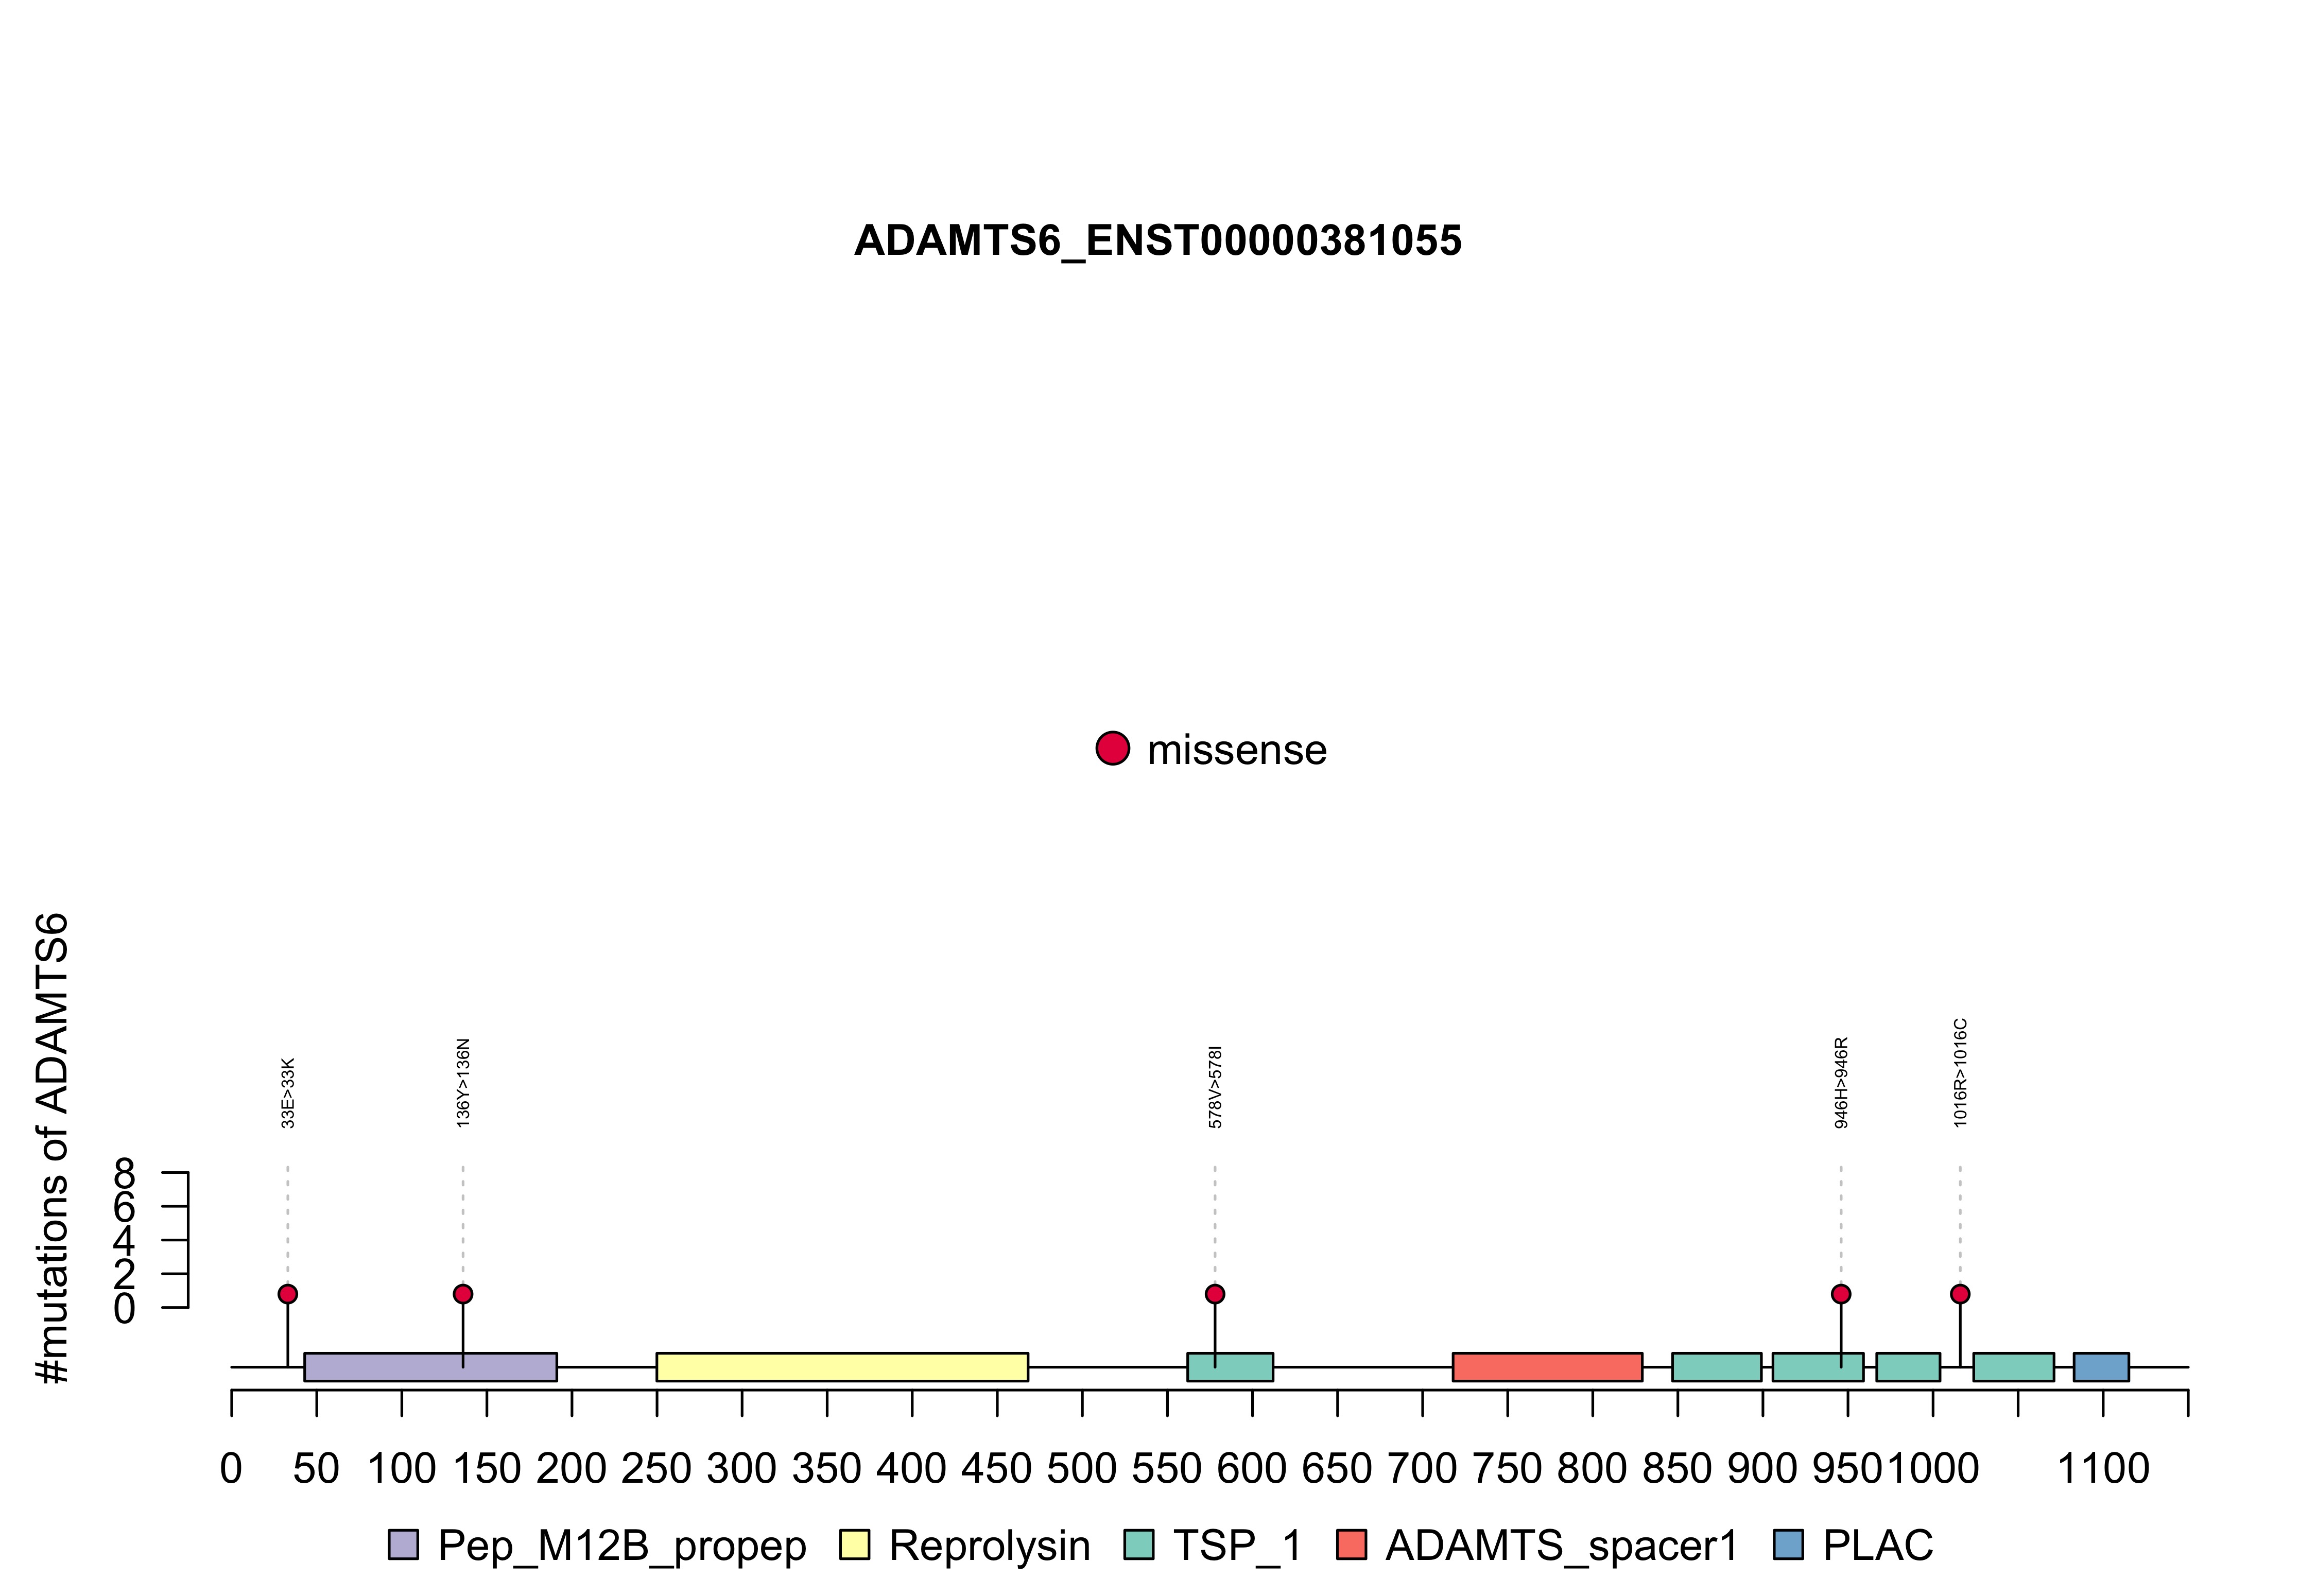 ADAMTS6_ENST00000381055
missense
#mutations of ADAMTS6
33E>33K
136Y>136N
578V>578I
946H>946R
1016R>1016C
8
6
4
2
0
0 50 100 150 200 250 300 350 400 450 500 550 600 650 700 750 800 850 900 950 1000 1100
Pep_M12B_propep Reprolysin TSP_1 ADAMTS_spacer1 PLAC